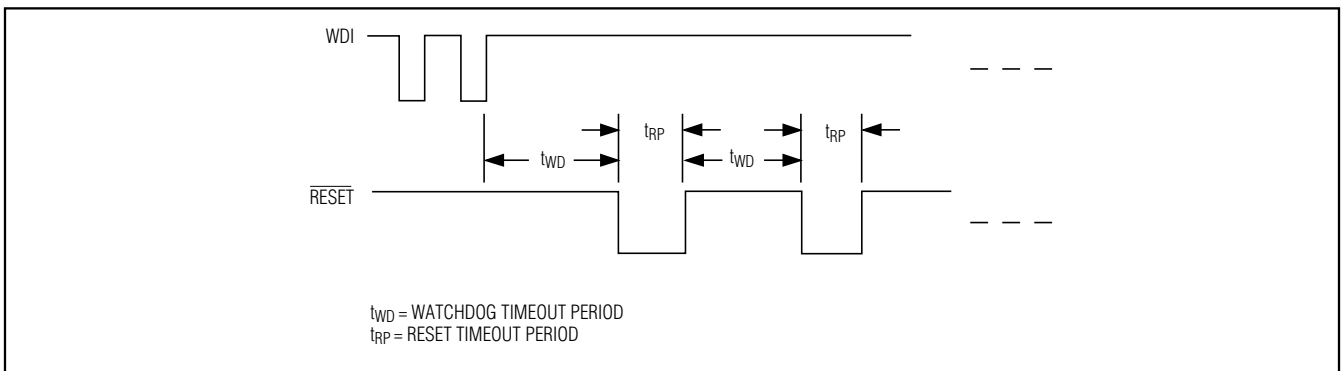 WDI
tRP
tRP
tWD
tWD
RESET
tWD = WATCHDOG TIMEOUT PERIOD
tRP = RESET TIMEOUT PERIOD